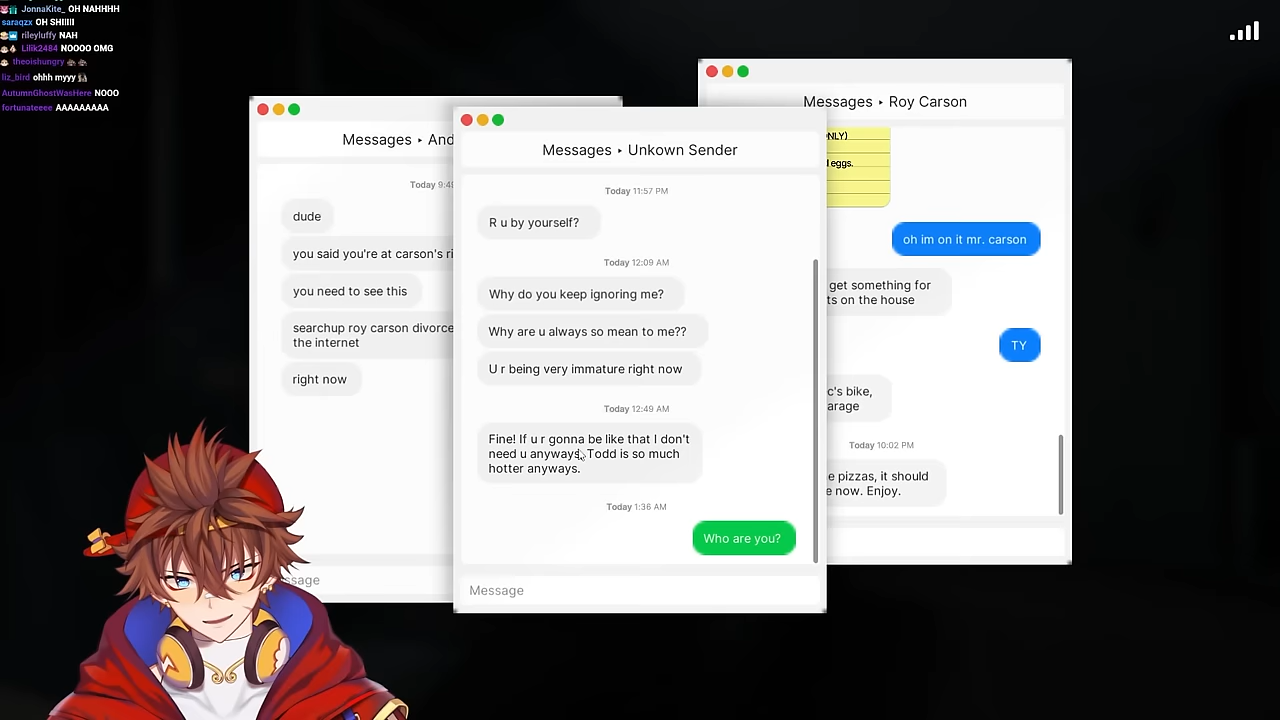 JonnaKite_ OH NAHHHH
saraqzx OH SHIIIII
rileyluffy NAH
Lilik2484 NOOOO OMG
theoishungry
liz_bird ohhh myyy
AutumnGhostWasHere NOOO
fortunateeee AAAAAAAAA
Messages ▸ And
Today 9:4
dude
you said you're at carson's ri
you need to see this
searchup roy carson divorce
the internet
right now
ssage
Messages ▸ Unkown Sender
Today 11:57 PM
R u by yourself?
Today 12:09 AM
Why do you keep ignoring me?
Why are u always so mean to me??
U r being very immature right now
Today 12:49 AM
Fine! If u r gonna be like that I don't
need u anyways. Todd is so much
hotter anyways.
Today 1:36 AM
Who are you?
Message
Messages ▸ Roy Carson
NLY)
eggs.
oh im on it mr. carson
get something for
ts on the house
TY
c's bike,
arage
Today 10:02 PM
e pizzas, it should
e now. Enjoy.